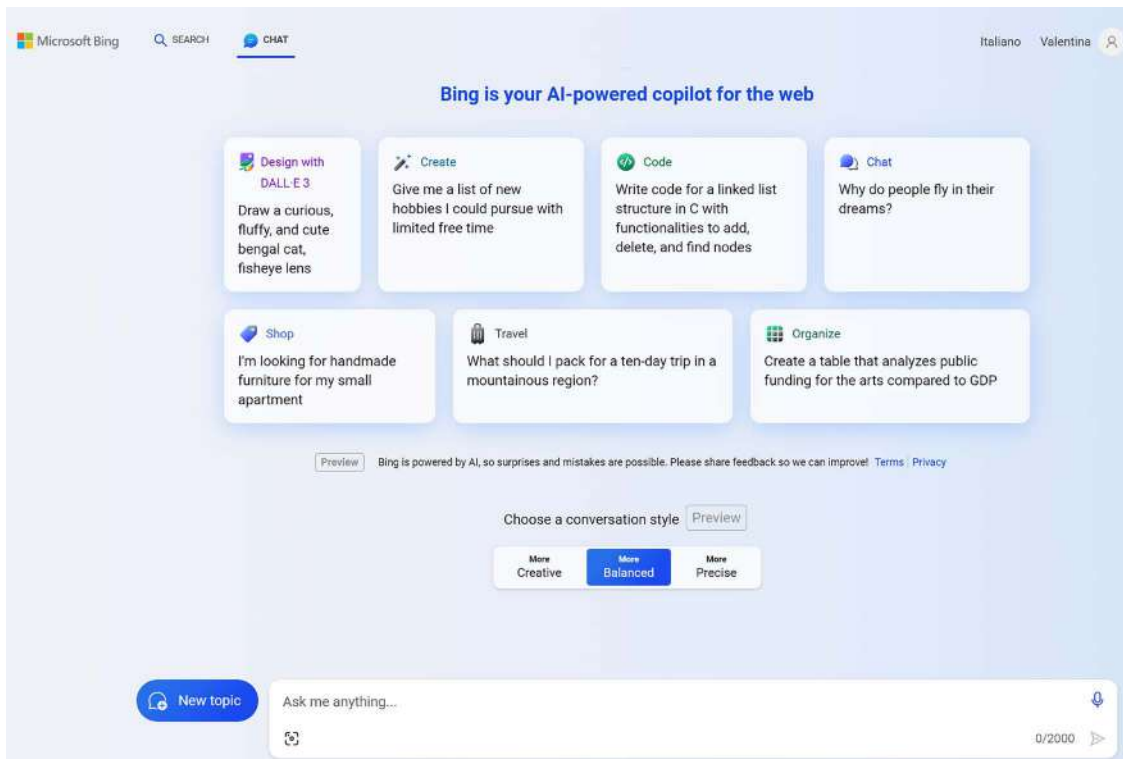 Microsoft Bing SEARCH CHAT Italiano Valentina
Bing is your AI-powered copilot for the web
Design with
DALL·E 3
Draw a curious,
fluffy, and cute
bengal cat,
fisheye lens
Create
Give me a list of new
hobbies I could pursue with
limited free time
Code
Write code for a linked list
structure in C with
functionalities to add,
delete, and find nodes
Chat
Why do people fly in their
dreams?
Shop
I'm looking for handmade
furniture for my small
apartment
Travel
What should I pack for a ten-day trip in a
mountainous region?
Organize
Create a table that analyzes public
funding for the arts compared to GDP
Preview Bing is powered by AI, so surprises and mistakes are possible. Please share feedback so we can improve! Terms | Privacy
Choose a conversation style Preview
More
Creative
More
Balanced
More
Precise
New topic
Ask me anything...
0/2000